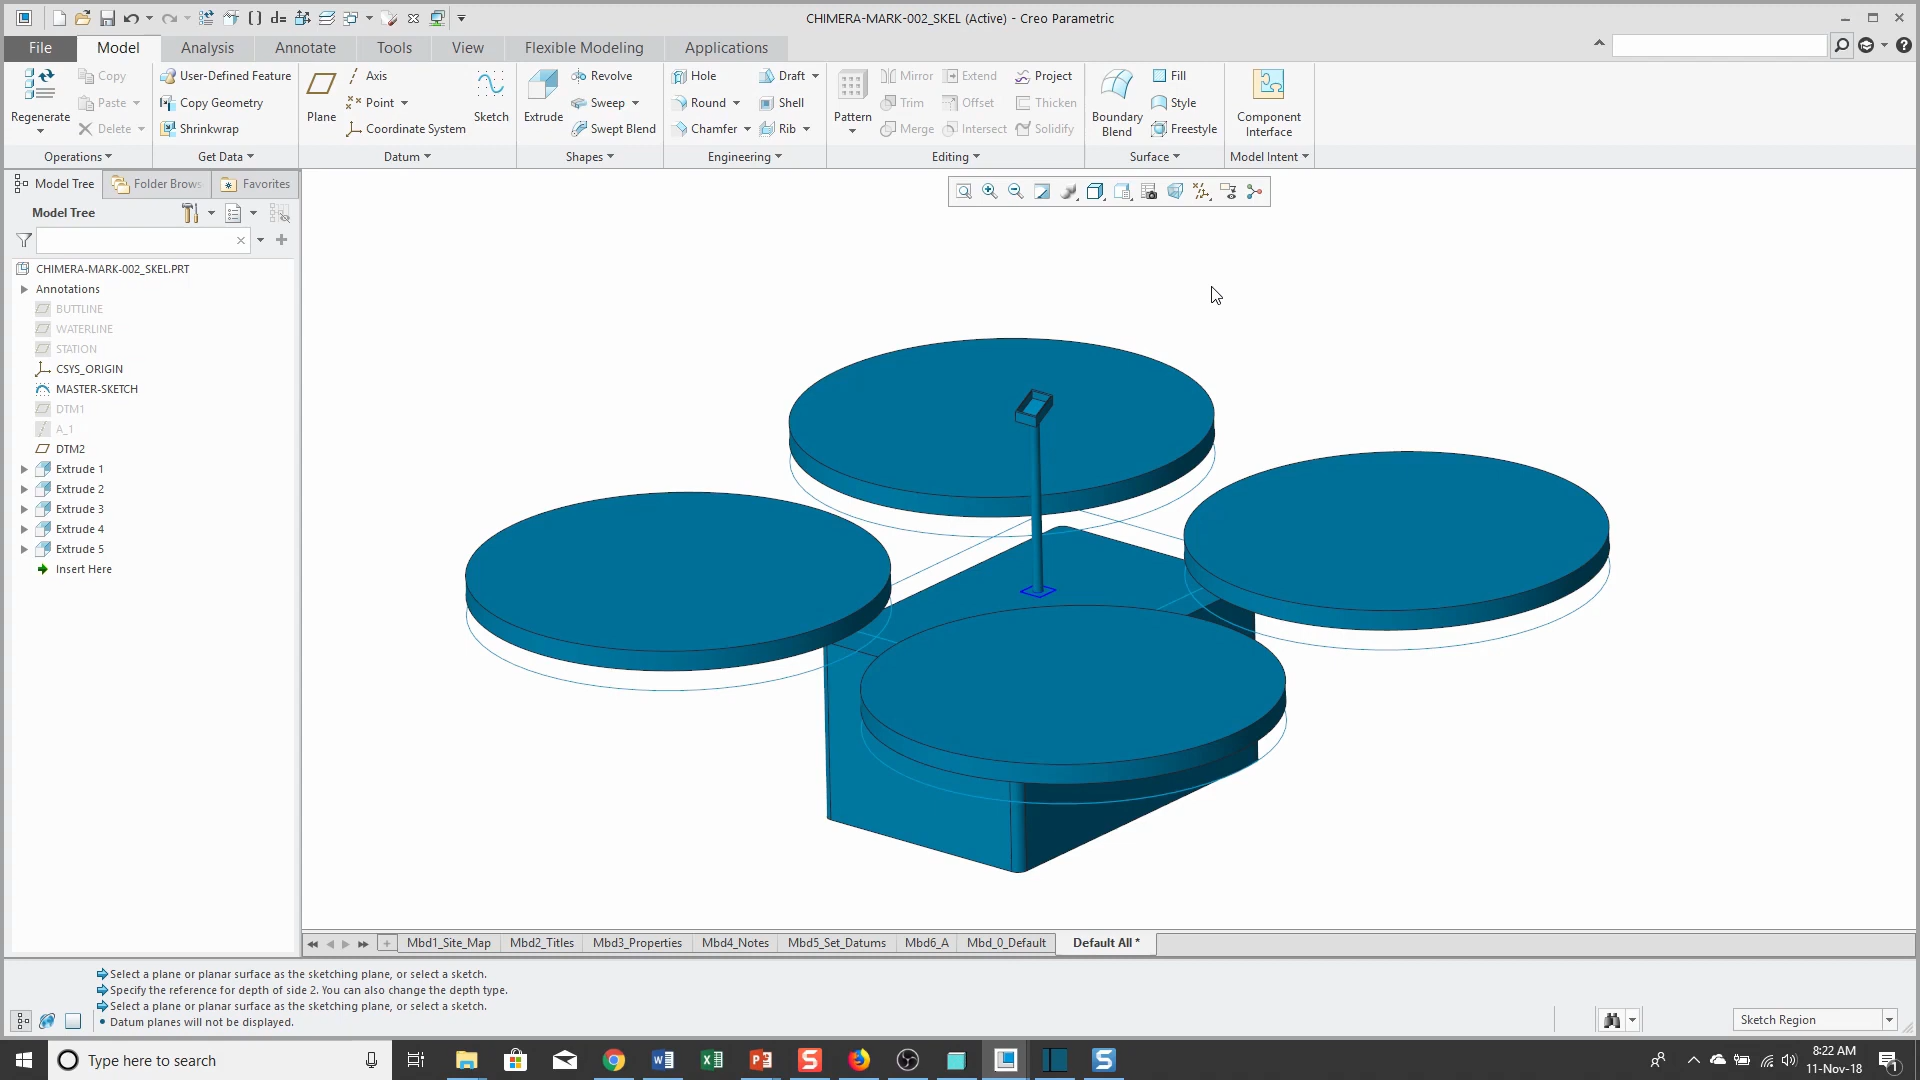 CHIMERA-MARK-002_SKEL (Active) - Creo Parametric
File Model Analysis Annotate Tools View Flexible Modeling Applications
Regenerate
Copy
Paste
Delete
User-Defined Feature
Copy Geometry
Shrinkwrap
Plane
Axis
Point
Coordinate System
Sketch
Extrude
Revolve
Sweep
Swept Blend
Hole
Round
Chamfer
Draft
Shell
Rib
Pattern
Mirror
Trim
Merge
Extend
Offset
Intersect
Project
Thicken
Solidify
Boundary
Blend
Fill
Style
Freestyle
Component
Interface
Operations Get Data Datum Shapes Engineering Editing Surface Model Intent
Model Tree Folder Brows Favorites
Model Tree
CHIMERA-MARK-002_SKEL.PRT
Annotations
BUTTLINE
WATERLINE
STATION
CSYS_ORIGIN
MASTER-SKETCH
DTM1
A_1
DTM2
Extrude 1
Extrude 2
Extrude 3
Extrude 4
Extrude 5
Insert Here
Mbd1_Site_Map Mbd2_Titles Mbd3_Properties Mbd4_Notes Mbd5_Set_Datums Mbd6_A Mbd_0_Default Default All *
Select a plane or planar surface as the sketching plane, or select a sketch.
Specify the reference for depth of side 2. You can also change the depth type.
Select a plane or planar surface as the sketching plane, or select a sketch.
• Datum planes will not be displayed.
Sketch Region
Type here to search
8:22 AM
11-Nov-18